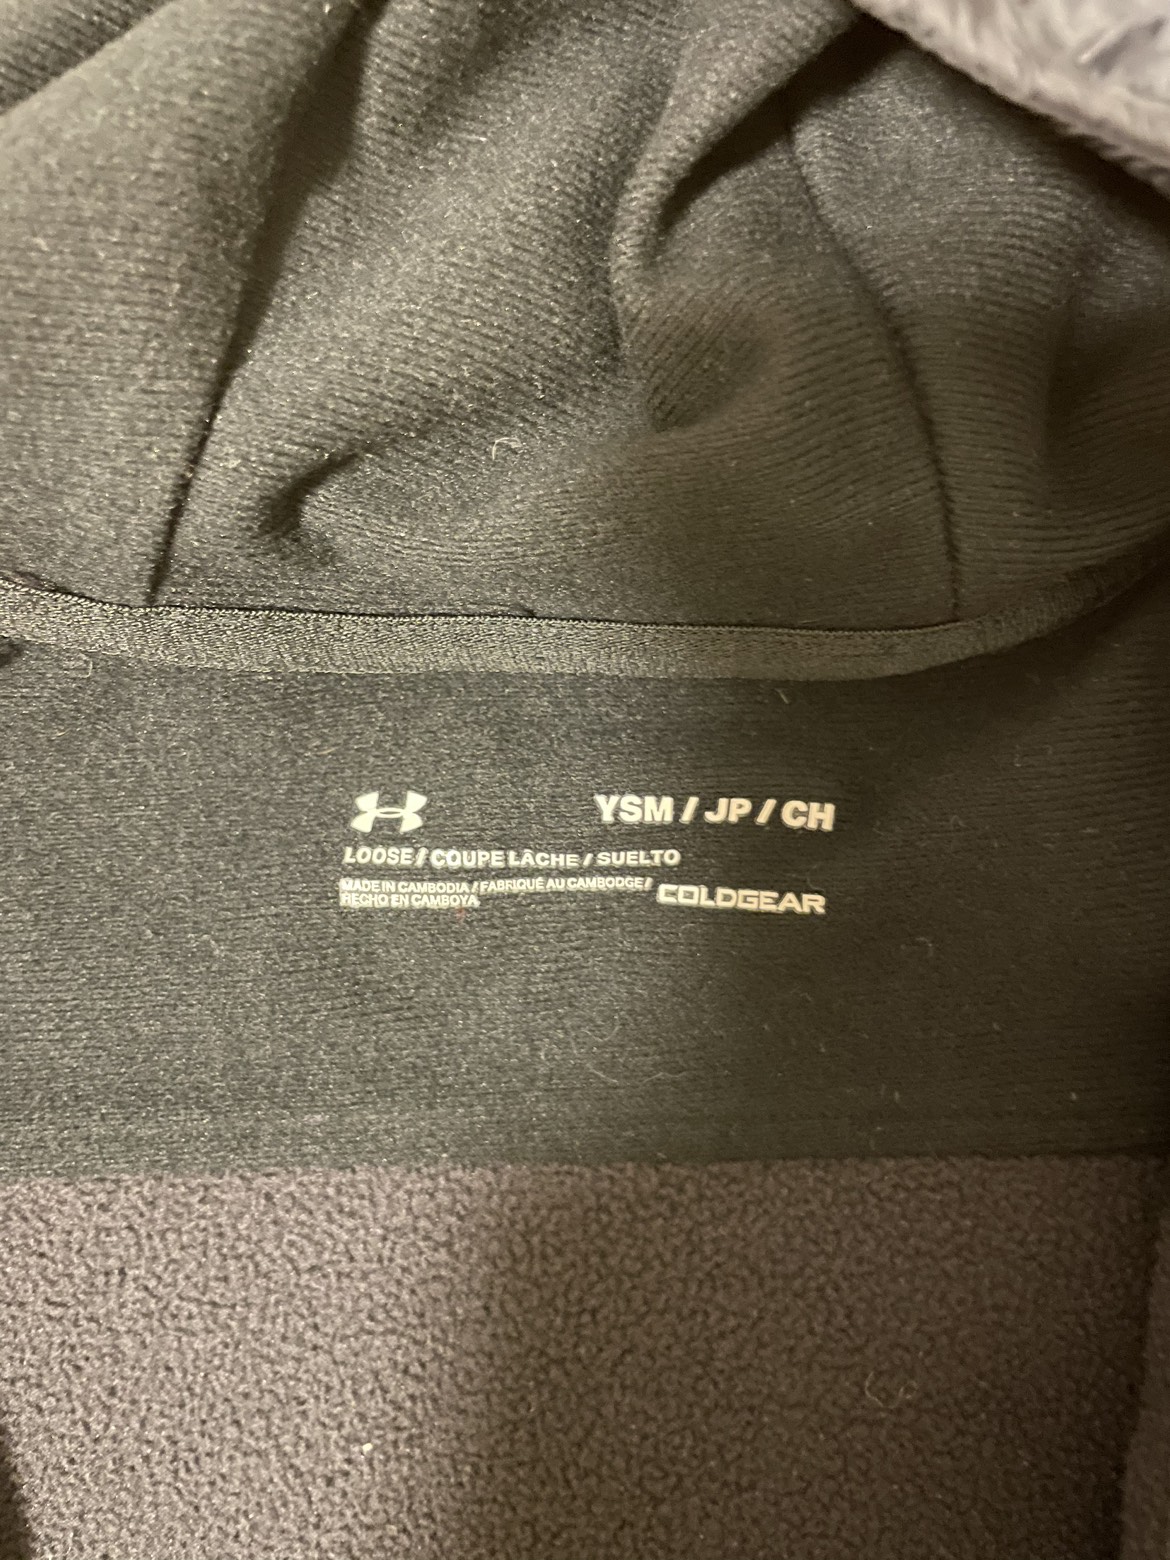 YSM / JP / CH
LOOSE / COUPE LÂCHE / SUELTO
MADE IN CAMBODIA / FABRIQUÉ AU CAMBODGE /
HECHO EN CAMBOYA
COLDGEAR